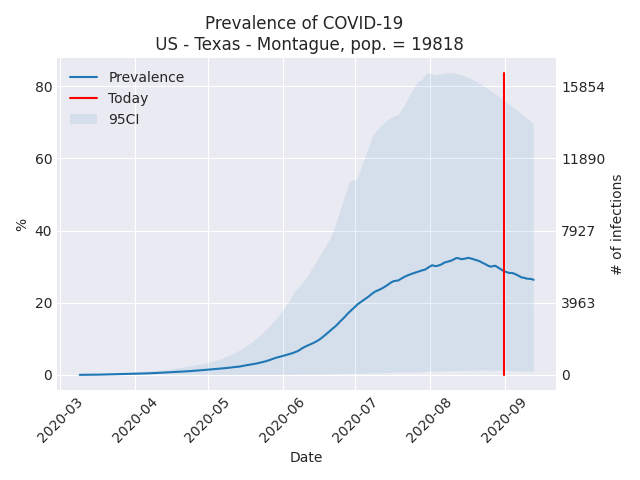 Prevalence of COVID-19
US - Texas - Montague, pop. = 19818
Prevalence
Today
95CI
80
60
40
20
0
%
15854
11890
7927
3963
0
# of infections
2020-03
2020-04
2020-05
2020-06
2020-07
2020-08
2020-09
Date